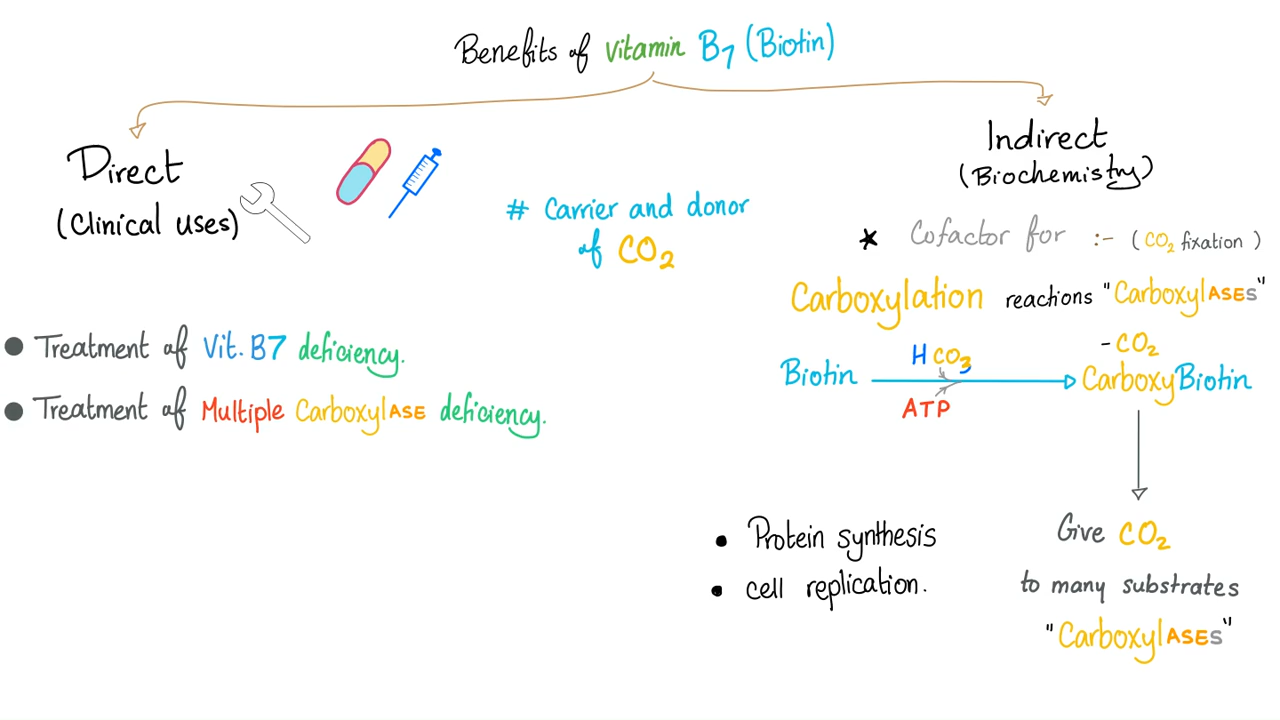 Benefits of Vitamin B7 (Biotin)
Direct
(Clinical uses)
# Carrier and donor
of CO2
Indirect
(Biochemistry)
★ Cofactor for :- (CO2 fixation)
Carboxylation reactions "CarboxylASEs"
Biotin HCO3 ATP -CO2 CarboxyBiotin
Give CO2
to many substrates
"CarboxylASEs"
• Protein synthesis
• cell replication.
● Treatment of Vit. B7 deficiency.
● Treatment of Multiple CarboxylASE deficiency.